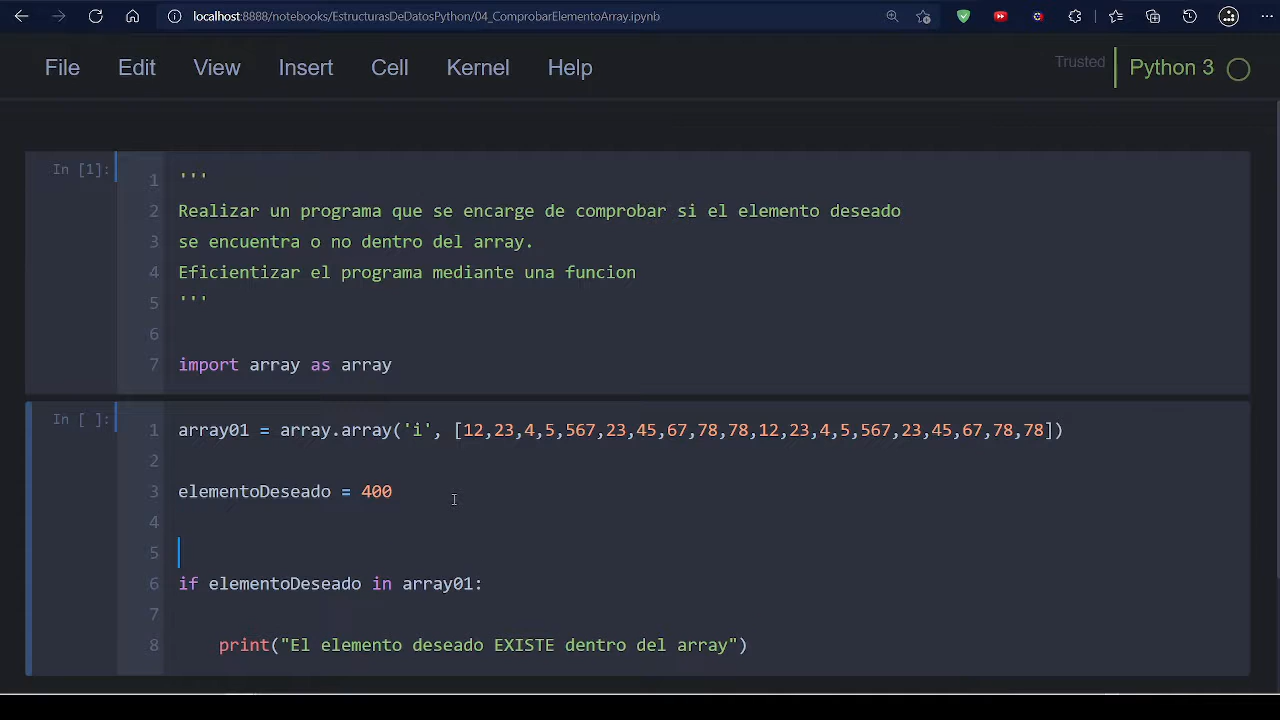 localhost:8888/notebooks/EstructurasDeDatosPython/04_ComprobarElementoArray.ipynb
File Edit View Insert Cell Kernel Help Trusted Python 3
In [1]:
1 '''
2 Realizar un programa que se encarge de comprobar si el elemento deseado
3 se encuentra o no dentro del array.
4 Eficientizar el programa mediante una funcion
5 '''
6
7 import array as array
In [ ]:
1 array01 = array.array('i', [12,23,4,5,567,23,45,67,78,78,12,23,4,5,567,23,45,67,78,78])
2
3 elementoDeseado = 400
4
5
6 if elementoDeseado in array01:
7
8 print("El elemento deseado EXISTE dentro del array")